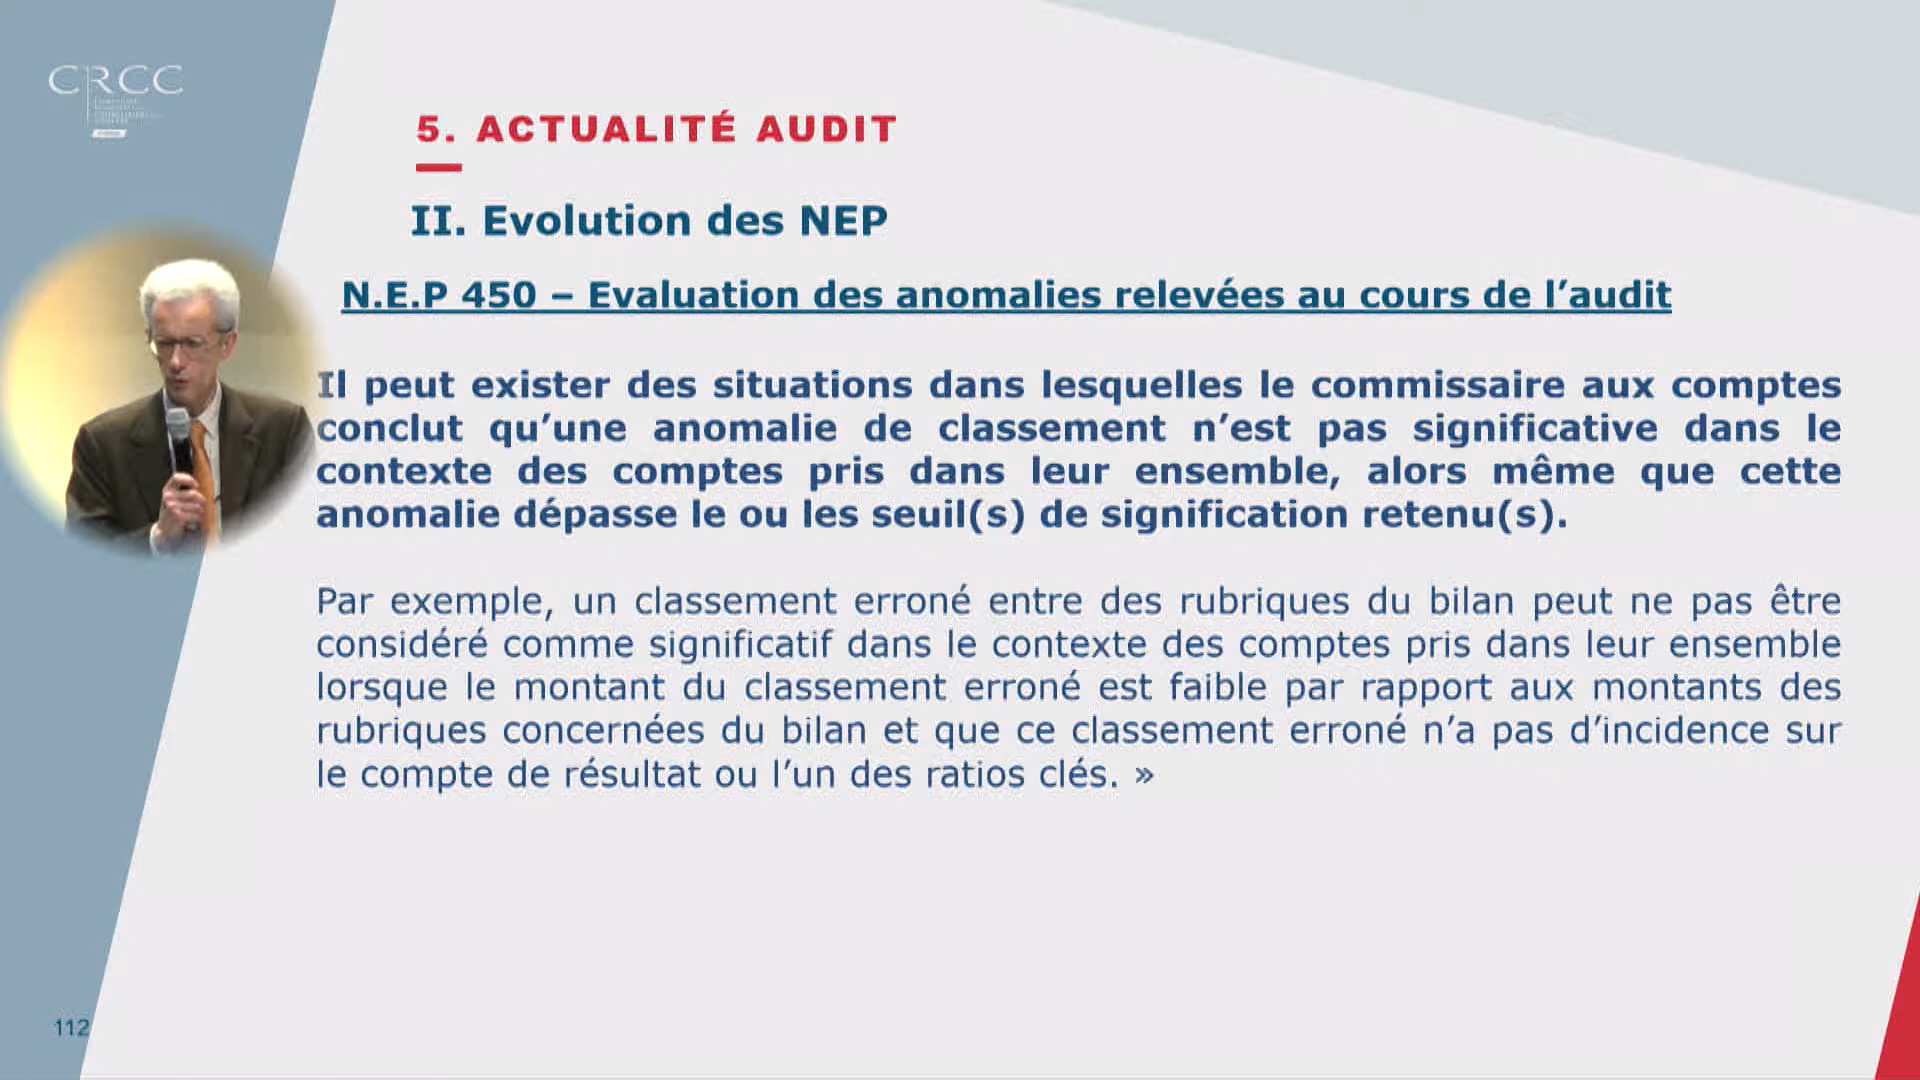 CRCC
5. ACTUALITÉ AUDIT
II. Evolution des NEP
N.E.P 450 – Evaluation des anomalies relevées au cours de l’audit
Il peut exister des situations dans lesquelles le commissaire aux comptes
conclut qu’une anomalie de classement n’est pas significative dans le
contexte des comptes pris dans leur ensemble, alors même que cette
anomalie dépasse le ou les seuil(s) de signification retenu(s).
Par exemple, un classement erroné entre des rubriques du bilan peut ne pas être
considéré comme significatif dans le contexte des comptes pris dans leur ensemble
lorsque le montant du classement erroné est faible par rapport aux montants des
rubriques concernées du bilan et que ce classement erroné n’a pas d’incidence sur
le compte de résultat ou l’un des ratios clés. »
112